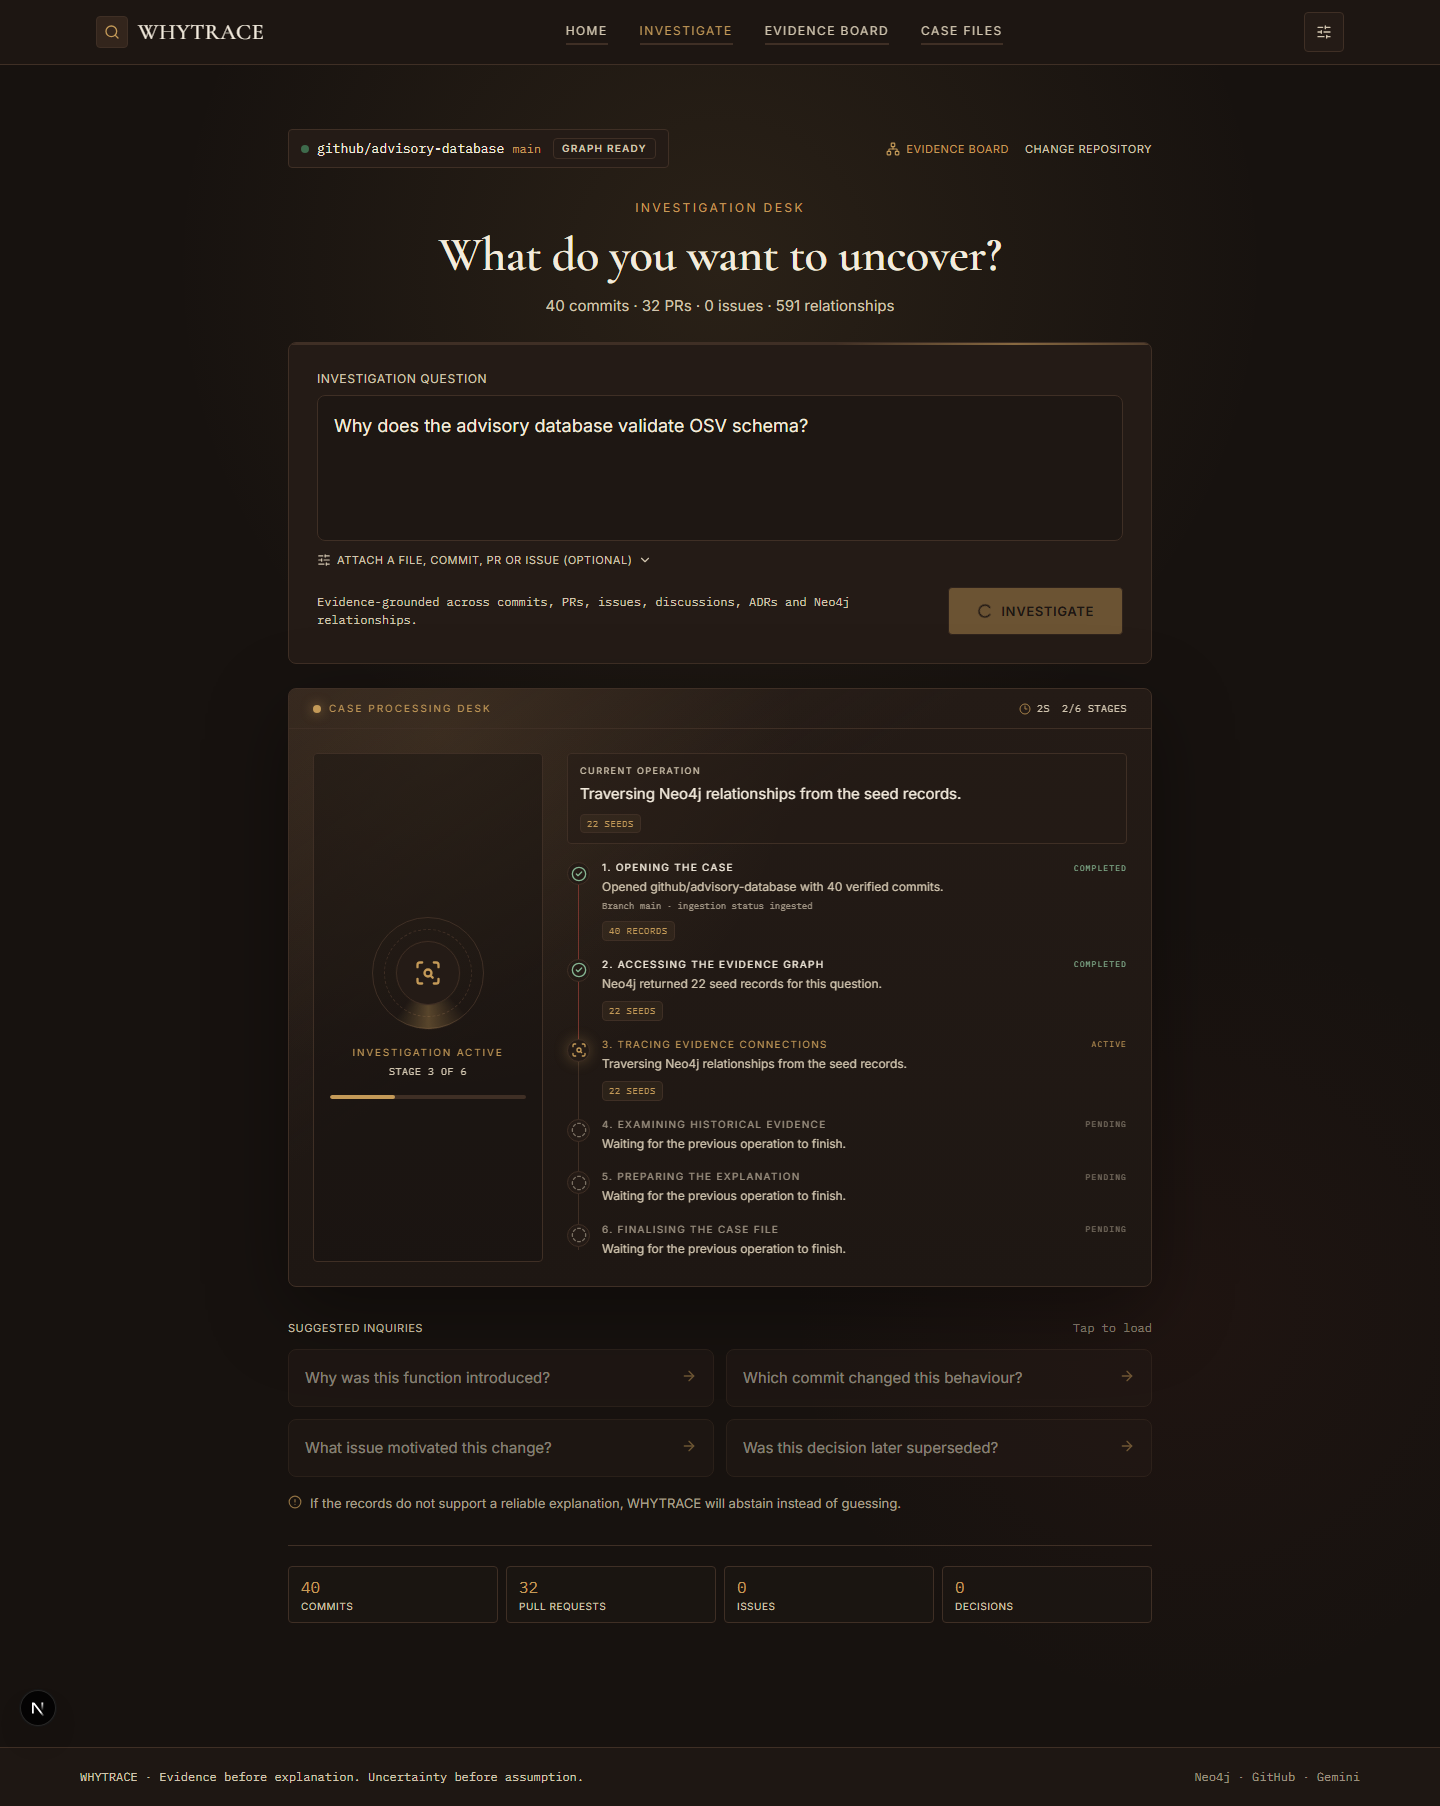 WHYTRACE
HOME
INVESTIGATE
EVIDENCE BOARD
CASE FILES
github/advisory-database main GRAPH READY
EVIDENCE BOARD
CHANGE REPOSITORY
INVESTIGATION DESK
What do you want to uncover?
40 commits · 32 PRs · 0 issues · 591 relationships
INVESTIGATION QUESTION
Why does the advisory database validate OSV schema?
ATTACH A FILE, COMMIT, PR OR ISSUE (OPTIONAL)
Evidence-grounded across commits, PRs, issues, discussions, ADRs and Neo4j
relationships.
INVESTIGATE
CASE PROCESSING DESK
2S 2/6 STAGES
INVESTIGATION ACTIVE
STAGE 3 OF 6
CURRENT OPERATION
Traversing Neo4j relationships from the seed records.
22 SEEDS
1. OPENING THE CASE
COMPLETED
Opened github/advisory-database with 40 verified commits.
Branch main · ingestion status ingested
40 RECORDS
2. ACCESSING THE EVIDENCE GRAPH
COMPLETED
Neo4j returned 22 seed records for this question.
22 SEEDS
3. TRACING EVIDENCE CONNECTIONS
ACTIVE
Traversing Neo4j relationships from the seed records.
22 SEEDS
4. EXAMINING HISTORICAL EVIDENCE
PENDING
Waiting for the previous operation to finish.
5. PREPARING THE EXPLANATION
PENDING
Waiting for the previous operation to finish.
6. FINALISING THE CASE FILE
PENDING
Waiting for the previous operation to finish.
SUGGESTED INQUIRIES
Tap to load
Why was this function introduced?
Which commit changed this behaviour?
What issue motivated this change?
Was this decision later superseded?
If the records do not support a reliable explanation, WHYTRACE will abstain instead of guessing.
40
COMMITS
32
PULL REQUESTS
0
ISSUES
0
DECISIONS
N
WHYTRACE · Evidence before explanation. Uncertainty before assumption.
Neo4j · GitHub · Gemini